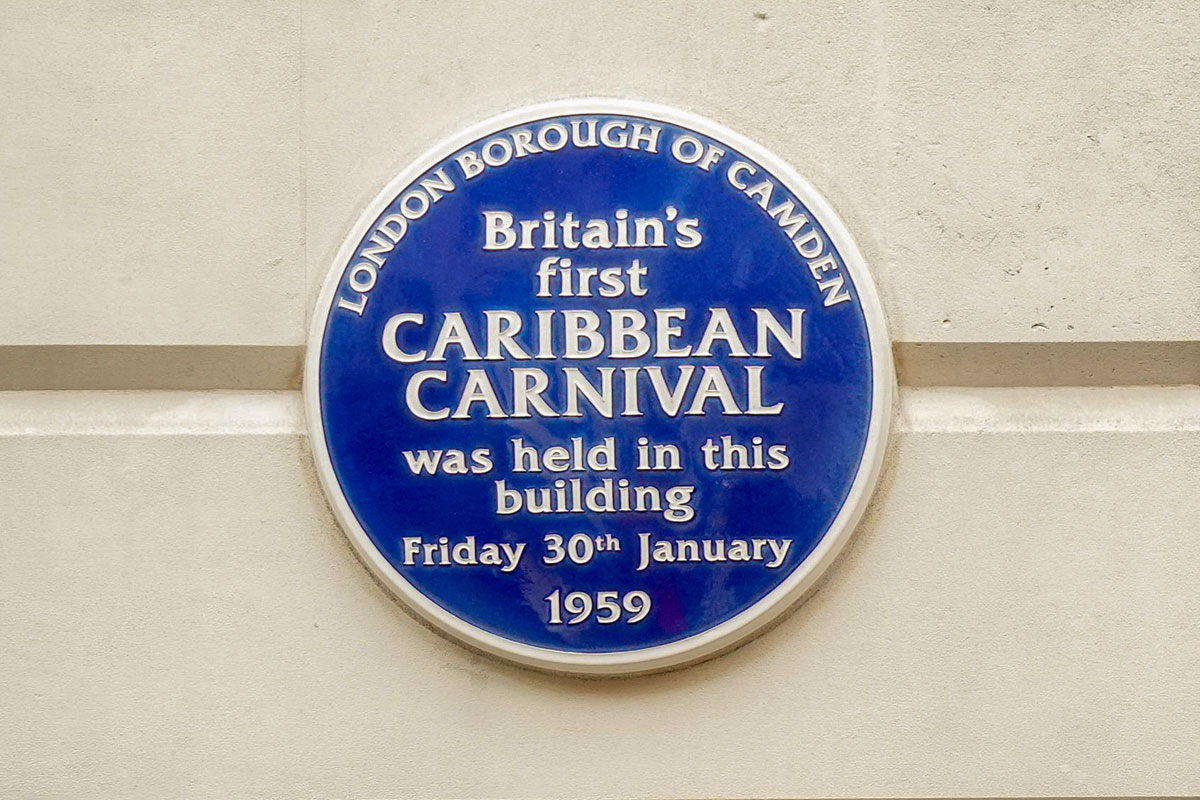 LONDON BOROUGH OF CAMDEN
Britain's
first
CARIBBEAN
CARNIVAL
was held in this
building
Friday 30th January
1959